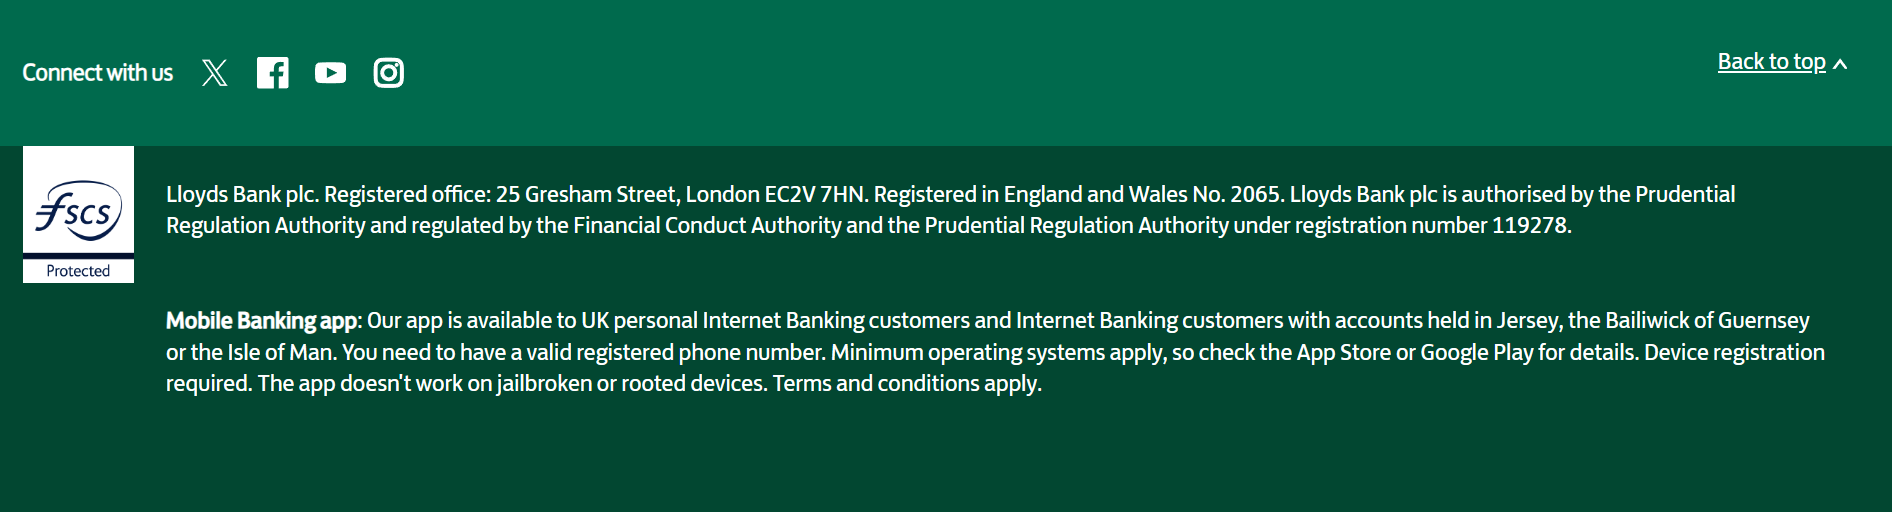 Connect with us
Back to top
fscs
Protected
Lloyds Bank plc. Registered office: 25 Gresham Street, London EC2V 7HN. Registered in England and Wales No. 2065. Lloyds Bank plc is authorised by the Prudential
Regulation Authority and regulated by the Financial Conduct Authority and the Prudential Regulation Authority under registration number 119278.
Mobile Banking app: Our app is available to UK personal Internet Banking customers and Internet Banking customers with accounts held in Jersey, the Bailiwick of Guernsey
or the Isle of Man. You need to have a valid registered phone number. Minimum operating systems apply, so check the App Store or Google Play for details. Device registration
required. The app doesn't work on jailbroken or rooted devices. Terms and conditions apply.